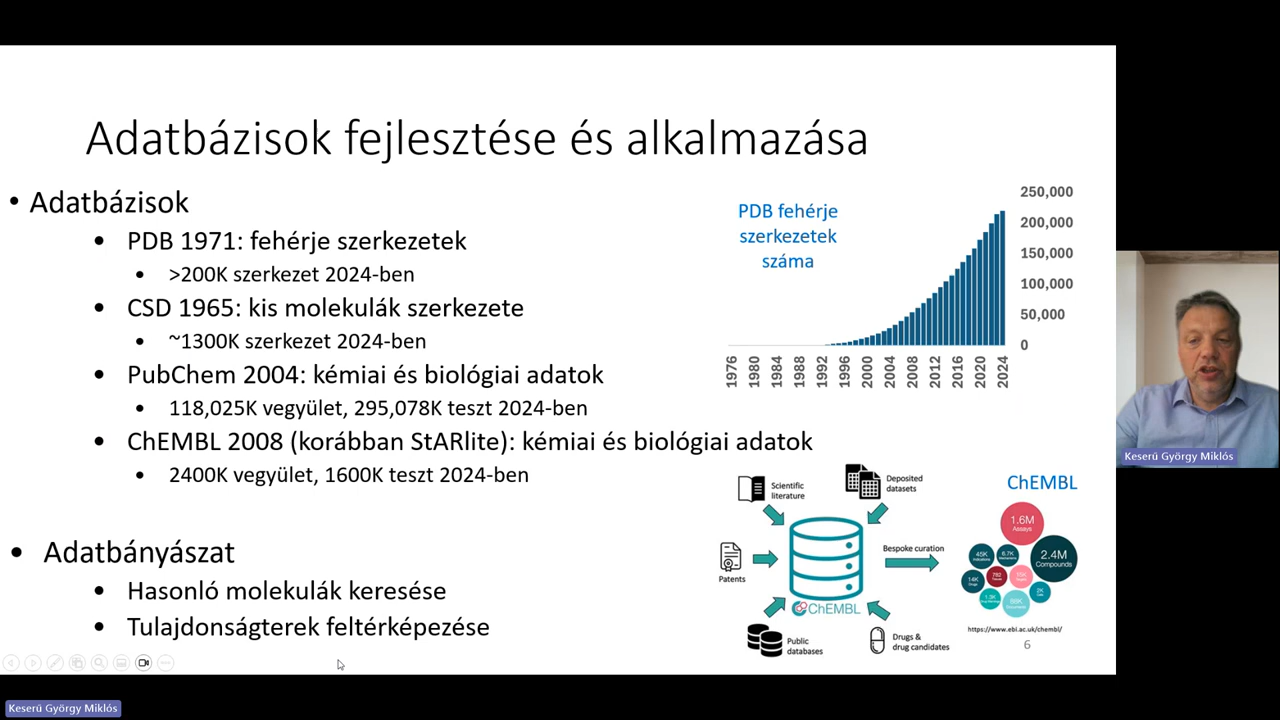 Adatbázisok fejlesztése és alkalmazása
• Adatbázisok
• PDB 1971: fehérje szerkezetek
• >200K szerkezet 2024-ben
• CSD 1965: kis molekulák szerkezete
• ~1300K szerkezet 2024-ben
• PubChem 2004: kémiai és biológiai adatok
• 118,025K vegyület, 295,078K teszt 2024-ben
• ChEMBL 2008 (korábban StARlite): kémiai és biológiai adatok
• 2400K vegyület, 1600K teszt 2024-ben
• Adatbányászat
• Hasonló molekulák keresése
• Tulajdonságterek feltérképezése
PDB fehérje
szerkezetek
száma
250,000
200,000
150,000
100,000
50,000
0
1976
1980
1984
1988
1992
1996
2000
2004
2008
2012
2016
2020
2024
Scientific
literature
Deposited
datasets
Patents
Bespoke curation
ChEMBL
Public
databases
Drugs &
drug candidates
ChEMBL
1.6M
Assays
2.4M
Compounds
45K
6.7K
14K
https://www.ebi.ac.uk/chembl/
6
Keserű György Miklós
Keserű György Miklós